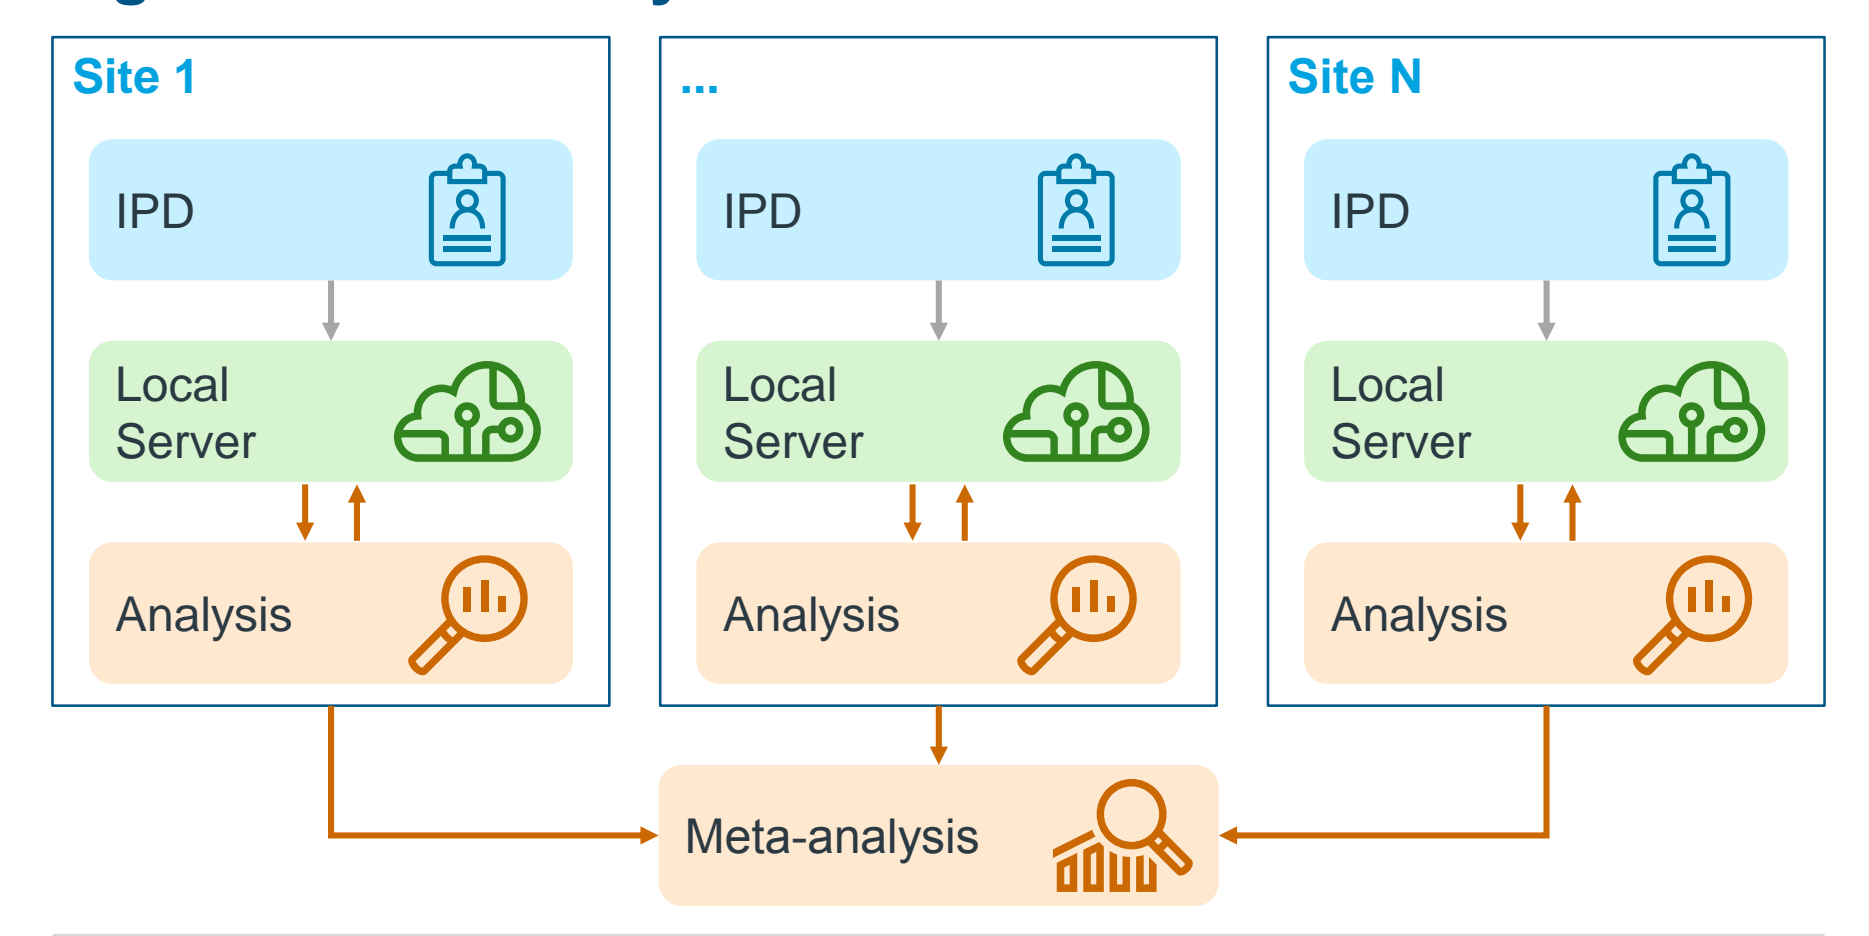 Site 1
IPD
Local
Server
Analysis
...
IPD
Local
Server
Analysis
Site N
IPD
Local
Server
Analysis
Meta-analysis